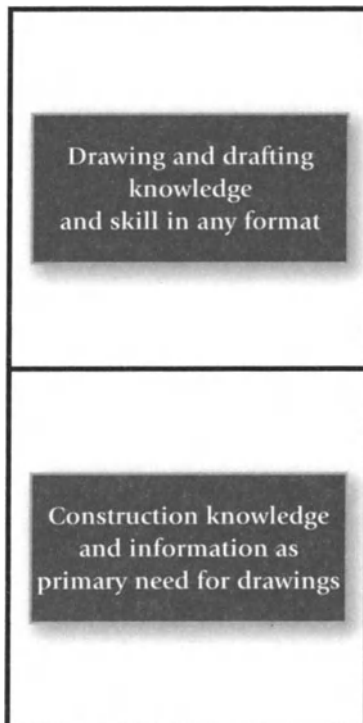 Drawing and drafting
knowledge
and skill in any format
Construction knowledge
and information as
primary need for drawings